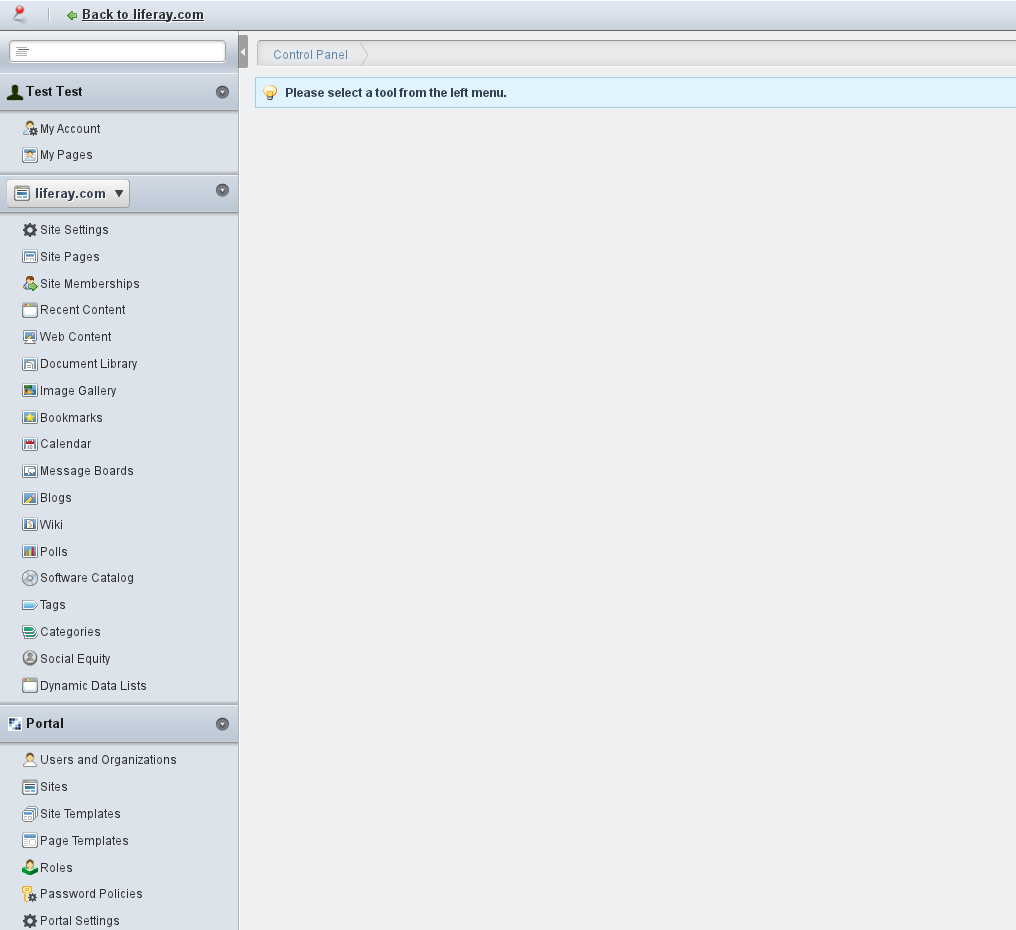 Back to liferay.com
Control Panel
Please select a tool from the left menu.
Test Test
My Account
My Pages
liferay.com
Site Settings
Site Pages
Site Memberships
Recent Content
Web Content
Document Library
Image Gallery
Bookmarks
Calendar
Message Boards
Blogs
Wiki
Polls
Software Catalog
Tags
Categories
Social Equity
Dynamic Data Lists
Portal
Users and Organizations
Sites
Site Templates
Page Templates
Roles
Password Policies
Portal Settings